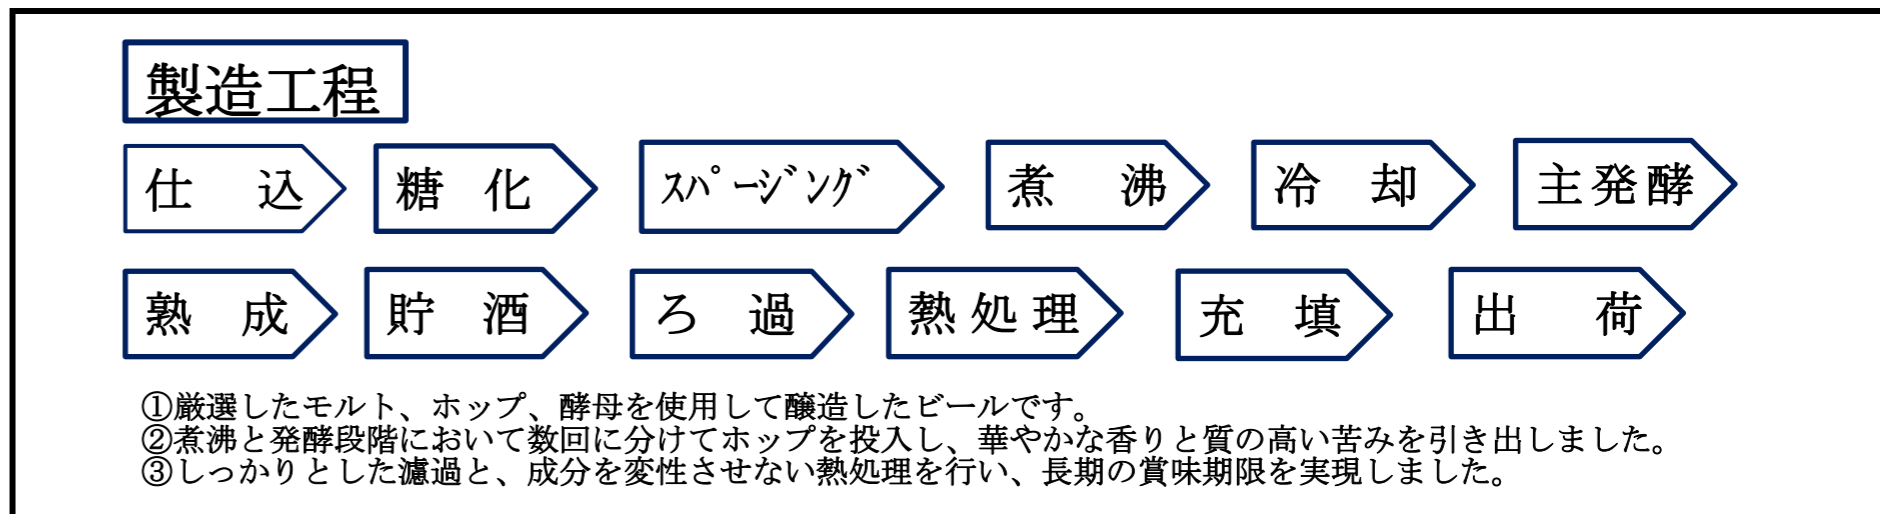 製造工程
仕込 糖化 ｽﾊﾟｰｼﾞﾝｸﾞ 煮沸 冷却 主発酵
熟成 貯酒 ろ過 熱処理 充填 出荷
①厳選したモルト、ホップ、酵母を使用して醸造したビールです。
②煮沸と発酵段階において数回に分けてホップを投入し、華やかな香りと質の高い苦みを引き出しました。
③しっかりとした濾過と、成分を変性させない熱処理を行い、長期の賞味期限を実現しました。